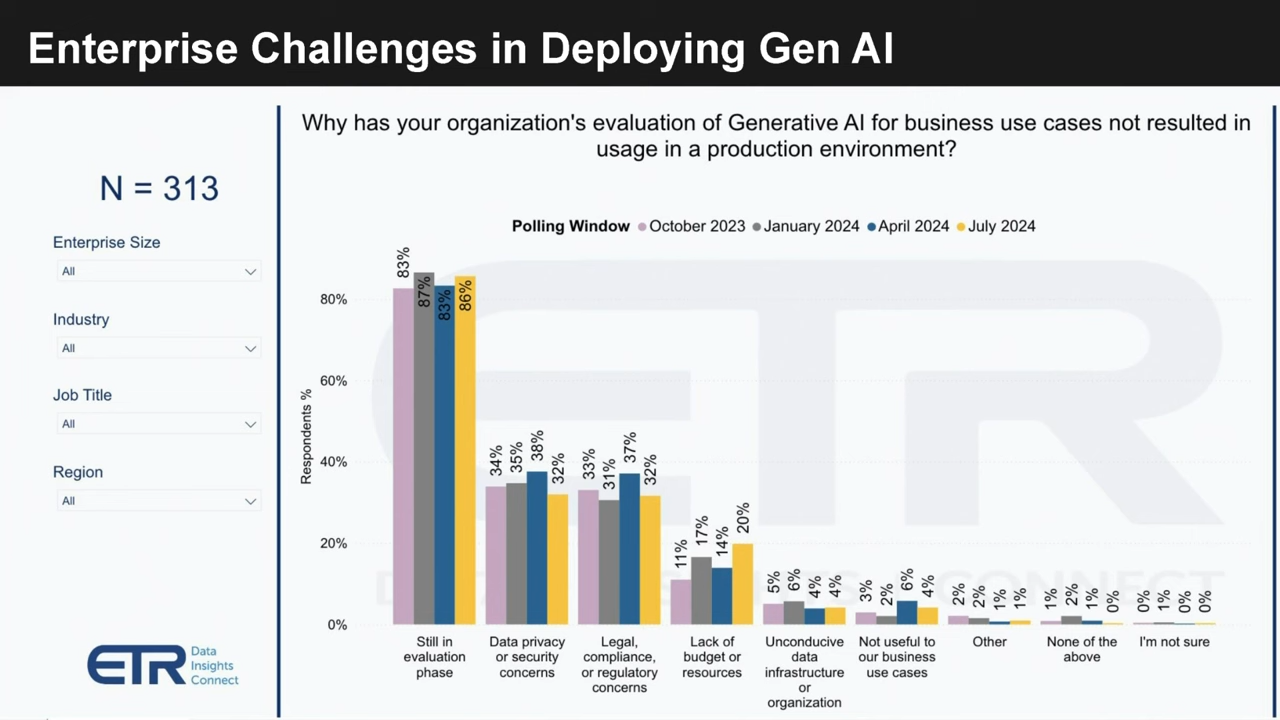 Enterprise Challenges in Deploying Gen AI
N = 313
Enterprise Size
All
Industry
All
Job Title
All
Region
All
ETR
Data
Insights
Connect
Why has your organization's evaluation of Generative AI for business use cases not resulted in
usage in a production environment?
Polling Window October 2023 January 2024 April 2024 July 2024
Respondents %
80%
60%
40%
20%
0%
83%
87%
83%
86%
34%
35%
38%
32%
33%
31%
37%
32%
11%
17%
14%
20%
5%
6%
4%
4%
3%
2%
6%
4%
2%
2%
1%
1%
1%
2%
1%
0%
0%
1%
0%
0%
Still in
evaluation
phase
Data privacy
or security
concerns
Legal,
compliance,
or regulatory
concerns
Lack of
budget or
resources
Unconducive
data
infrastructure
or
organization
Not useful to
our business
use cases
Other
None of the
above
I'm not sure
ETR